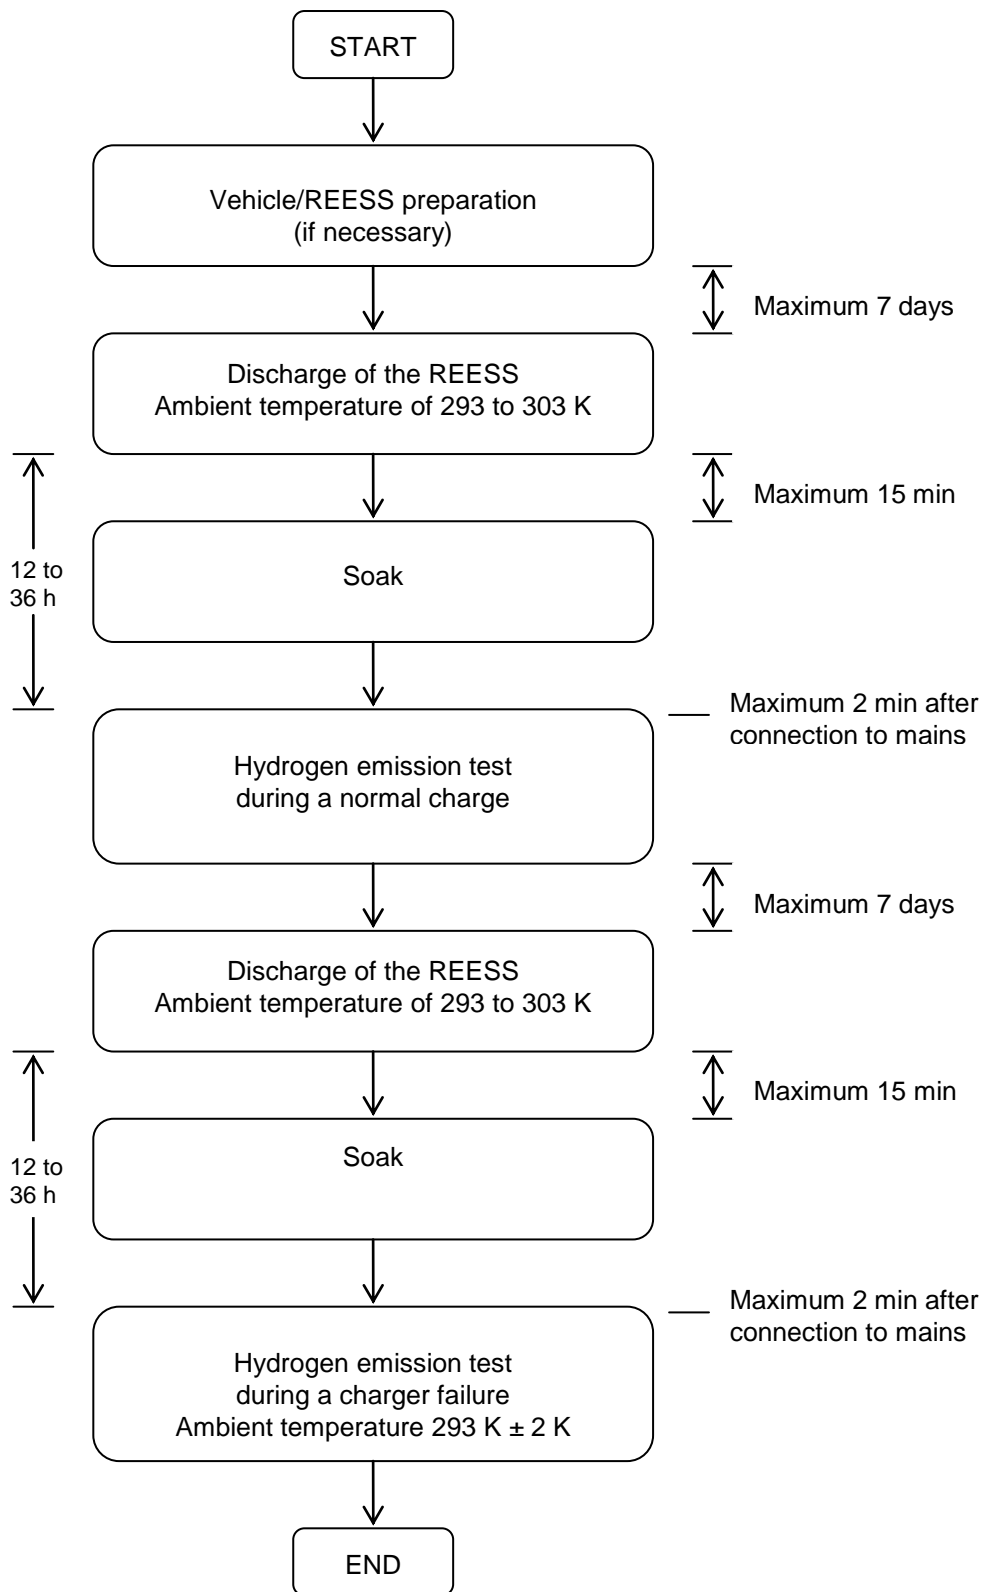 START
Vehicle/REESS preparation
(if necessary)
Maximum 7 days
Discharge of the REESS
Ambient temperature of 293 to 303 K
Maximum 15 min
12 to
36 h
Soak
Maximum 2 min after
connection to mains
Hydrogen emission test
during a normal charge
Maximum 7 days
Discharge of the REESS
Ambient temperature of 293 to 303 K
Maximum 15 min
12 to
36 h
Soak
Maximum 2 min after
connection to mains
Hydrogen emission test
during a charger failure
Ambient temperature 293 K ± 2 K
END